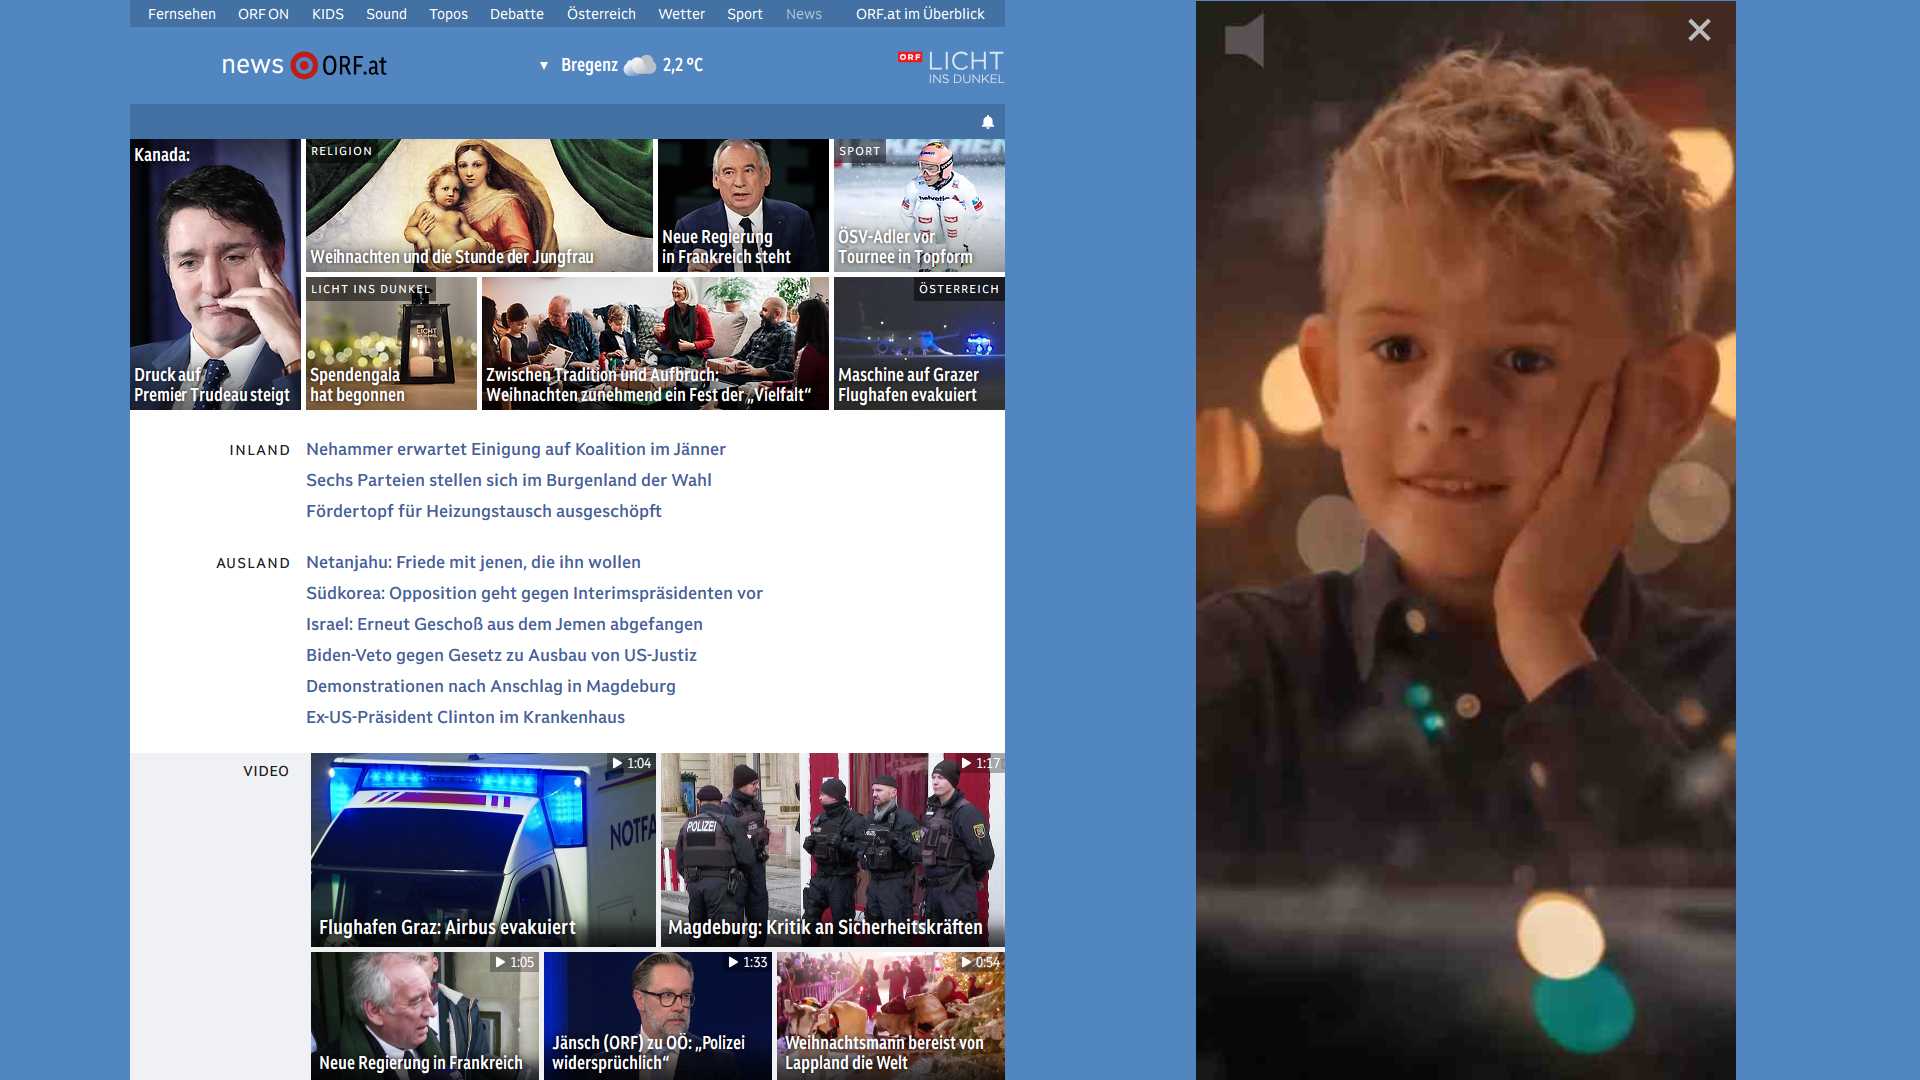 Fernsehen ORF ON KIDS Sound Topos Debatte Österreich Wetter Sport News ORF.at im Überblick
news ORF.at
Bregenz 2,2 °C
ORF LICHT
INS DUNKEL
Kanada:
Druck auf
Premier Trudeau steigt
RELIGION
Weihnachten und die Stunde der Jungfrau
Neue Regierung
in Frankreich steht
SPORT
ÖSV-Adler vor
Tournee in Topform
LICHT INS DUNKEL
LICHT
Spendengala
hat begonnen
Zwischen Tradition und Aufbruch:
Weihnachten zunehmend ein Fest der „Vielfalt“
ÖSTERREICH
Maschine auf Grazer
Flughafen evakuiert
INLAND
Nehammer erwartet Einigung auf Koalition im Jänner
Sechs Parteien stellen sich im Burgenland der Wahl
Fördertopf für Heizungstausch ausgeschöpft
AUSLAND
Netanjahu: Friede mit jenen, die ihn wollen
Südkorea: Opposition geht gegen Interimspräsidenten vor
Israel: Erneut Geschoß aus dem Jemen abgefangen
Biden-Veto gegen Gesetz zu Ausbau von US-Justiz
Demonstrationen nach Anschlag in Magdeburg
Ex-US-Präsident Clinton im Krankenhaus
VIDEO
1:04
NOTFA
Flughafen Graz: Airbus evakuiert
1:17
POLIZEI
Magdeburg: Kritik an Sicherheitskräften
1:05
Neue Regierung in Frankreich
1:33
Jänsch (ORF) zu OÖ: „Polizei
widersprüchlich“
0:54
Weihnachtsmann bereist von
Lappland die Welt